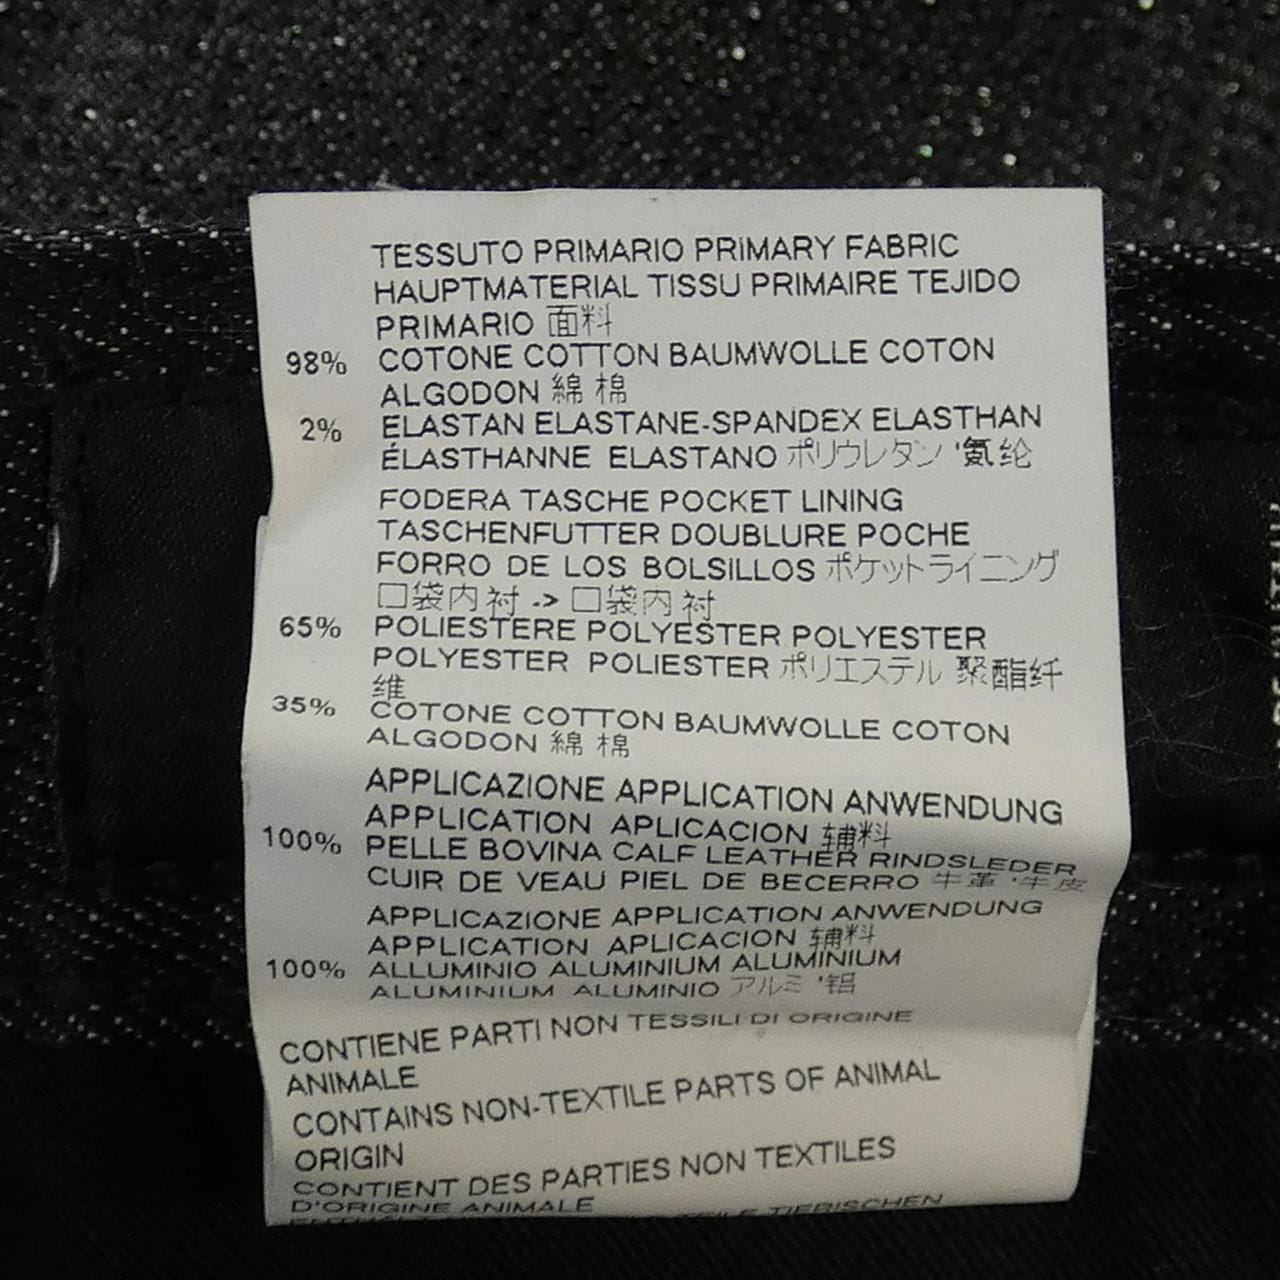 TESSUTO PRIMARIO PRIMARY FABRIC
HAUPTMATERIAL TISSU PRIMAIRE TEJIDO
PRIMARIO 面料
98% COTONE COTTON BAUMWOLLE COTON
ALGODON 綿 棉
2% ELASTAN ELASTANE-SPANDEX ELASTHAN
ÉLASTHANNE ELASTANO ポリウレタン '氨纶
FODERA TASCHE POCKET LINING
TASCHENFUTTER DOUBLURE POCHE
FORRO DE LOS BOLSILLOS ポケットライニング
口袋内衬 -> 口袋内衬
65% POLIESTERE POLYESTER POLYESTER
POLYESTER POLIESTER ポリエステル 聚酯纤
维
35% COTONE COTTON BAUMWOLLE COTON
ALGODON 綿 棉
APPLICAZIONE APPLICATION ANWENDUNG
APPLICATION APLICACION 辅料
100% PELLE BOVINA CALF LEATHER RINDSLEDER
CUIR DE VEAU PIEL DE BECERRO 牛革 '牛皮
APPLICAZIONE APPLICATION ANWENDUNG
APPLICATION APLICACION 辅料
100% ALLUMINIO ALUMINIUM ALUMINIUM
ALUMINIUM ALUMINIO アルミ '铝
CONTIENE PARTI NON TESSILI DI ORIGINE
ANIMALE
CONTAINS NON-TEXTILE PARTS OF ANIMAL
ORIGIN
CONTIENT DES PARTIES NON TEXTILES
D'ORIGINE ANIMALE
TIERISCHEN